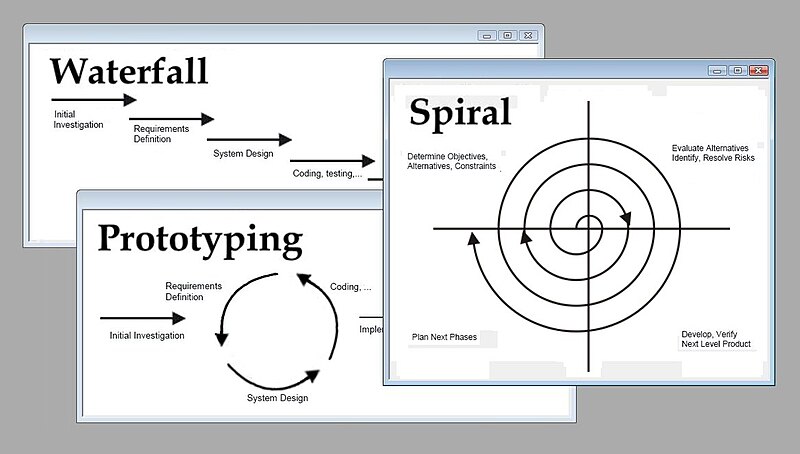 Waterfall
Initial
Investigation
Requirements
Definition
System Design
Coding, testing,...
Prototyping
Requirements
Definition
Coding, ...
Initial Investigation
System Design
Spiral
Determine Objectives,
Alternatives, Constraints
Evaluate Alternatives
Identify, Resolve Risks
Plan Next Phases
Develop, Verify
Next Level Product